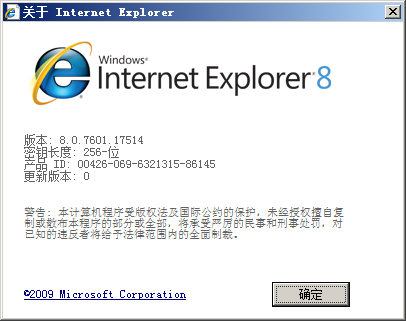 关于 Internet Explorer
Windows®
Internet Explorer 8
版本: 8.0.7601.17514
密钥长度: 256-位
产品 ID: 00426-069-6321315-86145
更新版本: 0
警告: 本计算机程序受版权法及国际公约的保护，未经授权擅自复
制或散布本程序的部分或全部，将承受严厉的民事和刑事处罚，对
已知的违反者将给予法律范围内的全面制裁。
©2009 Microsoft Corporation
确定